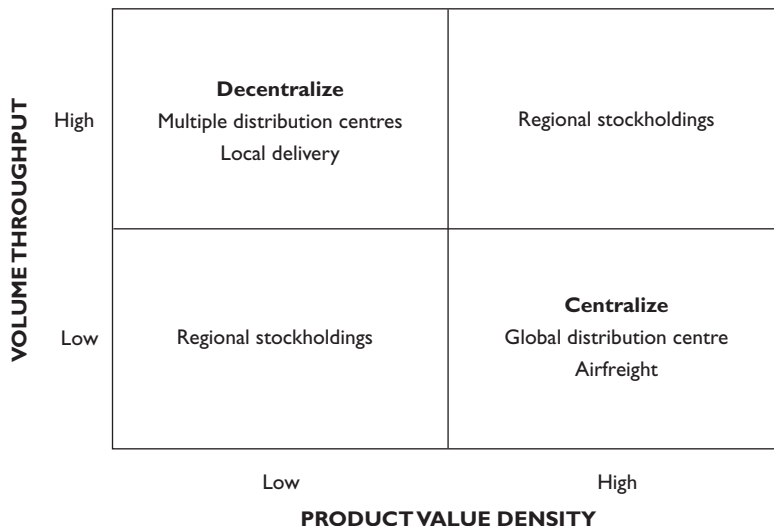 Decentralize
Multiple distribution centres
Local delivery
Regional stockholdings
High
VOLUME THROUGHPUT
Low
Regional stockholdings
Centralize
Global distribution centre
Airfreight
Low
High
PRODUCT VALUE DENSITY